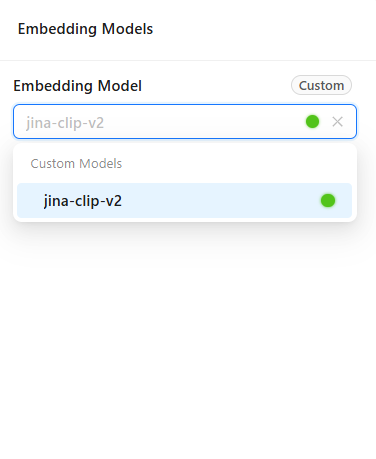 Embedding Models
Embedding Model Custom
jina-clip-v2
Custom Models
jina-clip-v2